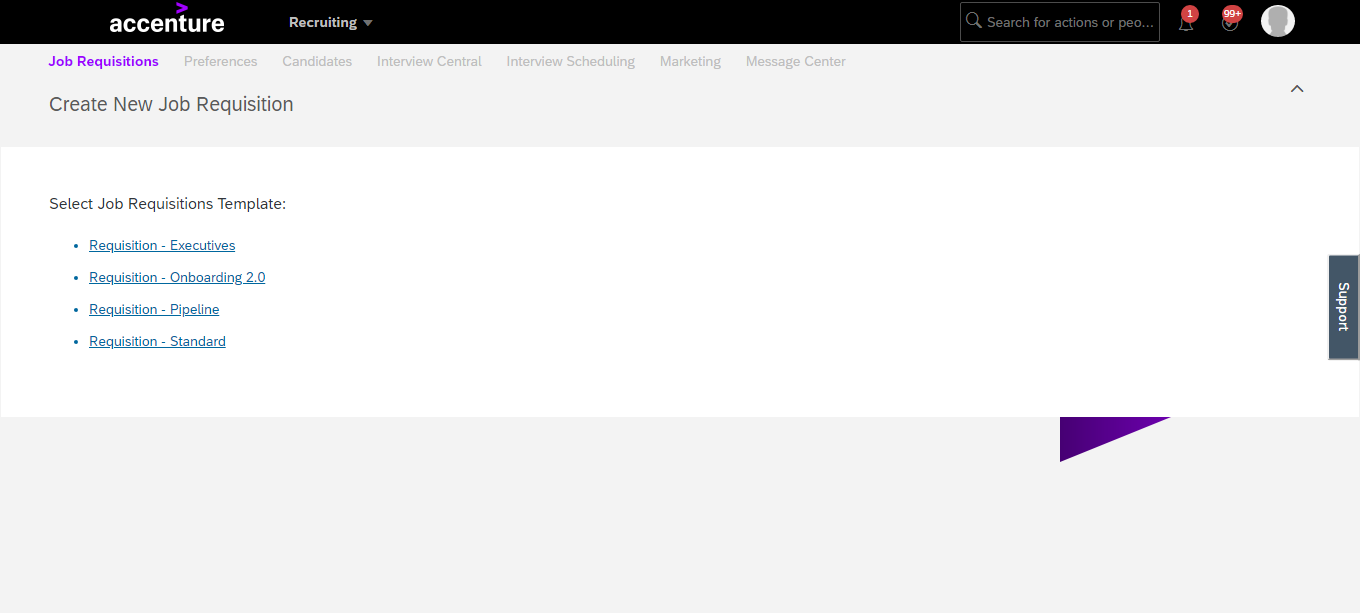 accenture
Recruiting
Search for actions or peo...
1
99+
Job Requisitions Preferences Candidates Interview Central Interview Scheduling Marketing Message Center
Create New Job Requisition
Select Job Requisitions Template:
• Requisition - Executives
• Requisition - Onboarding 2.0
• Requisition - Pipeline
• Requisition - Standard
Support